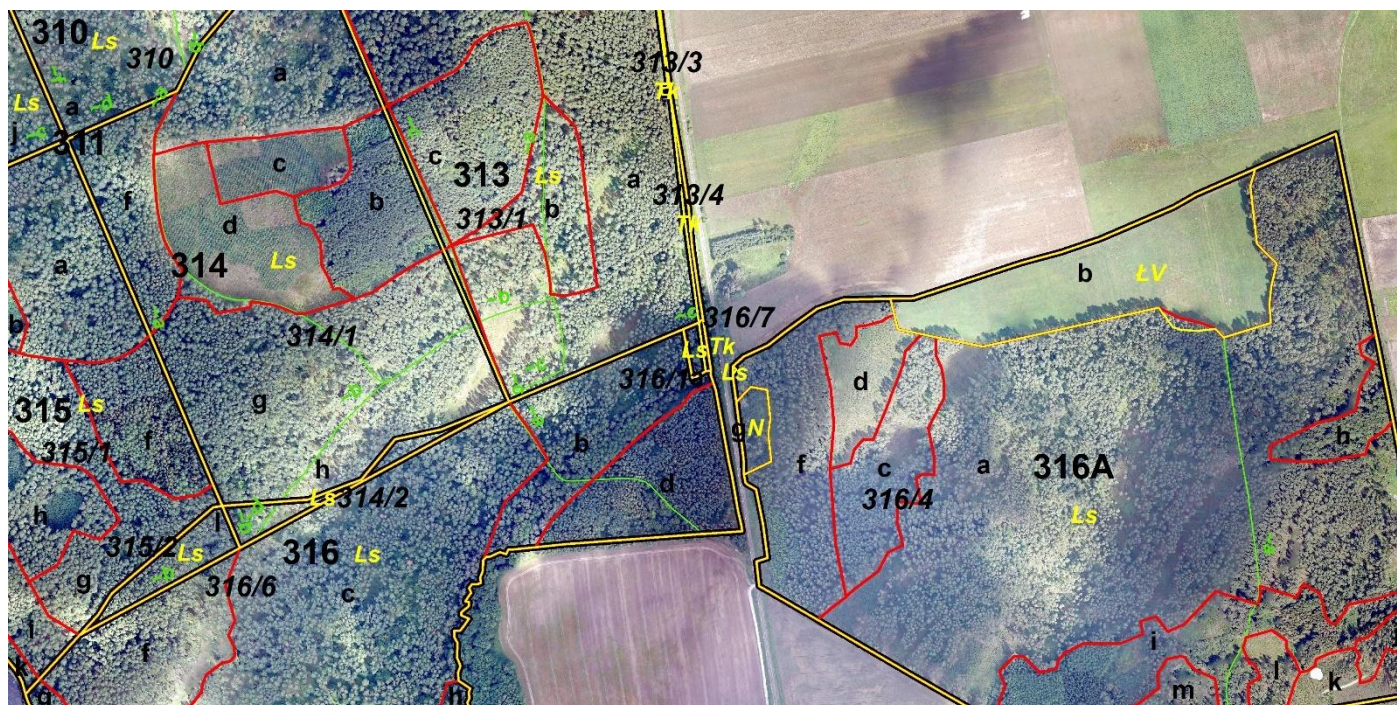 310 Ls
310
a
313/3
Tk
Ls
a
j
311
c
c
313
Ls
f
a
b
a
313/4
b
d
313/1
Tk
a
314
Ls
b
ŁV
b
314/1
316/7
Tk
Ls
Ls
d
g
g
N
315
Ls
f
b
h
315/1
f
c
a
316A
h
316/4
h
Ls
314/2
d
Ls
l
315/2
Ls
316
Ls
g
316/6
c
i
f
i
l
k
k
m
g
h